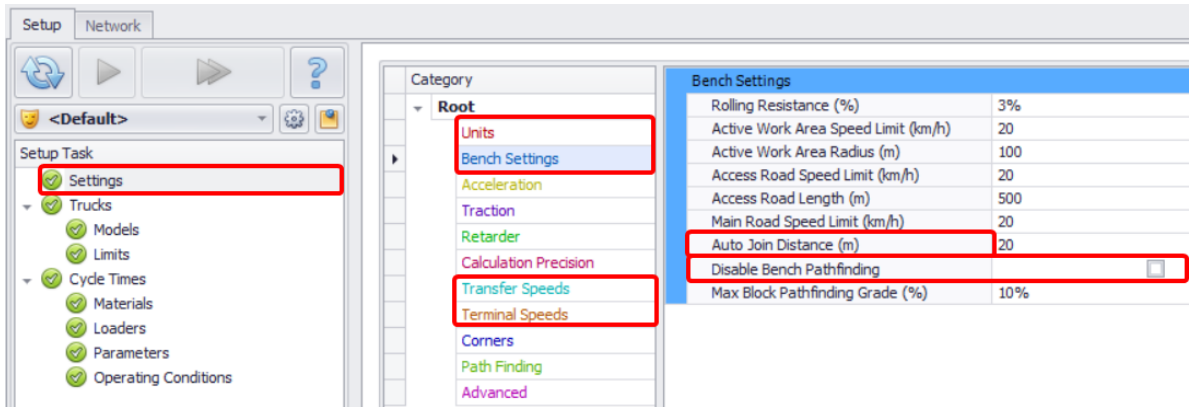 Setup Network
<Default>
Setup Task
Settings
Trucks
Models
Limits
Cycle Times
Materials
Loaders
Parameters
Operating Conditions
Category
Root
Units
Bench Settings
Acceleration
Traction
Retarder
Calculation Precision
Transfer Speeds
Terminal Speeds
Corners
Path Finding
Advanced
Bench Settings
Rolling Resistance (%) 3%
Active Work Area Speed Limit (km/h) 20
Active Work Area Radius (m) 100
Access Road Speed Limit (km/h) 20
Access Road Length (m) 500
Main Road Speed Limit (km/h) 20
Auto Join Distance (m) 20
Disable Bench Pathfinding
Max Block Pathfinding Grade (%) 10%